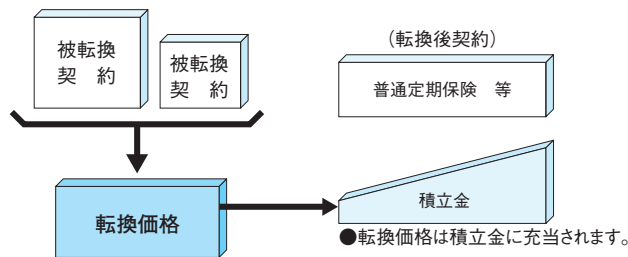 被転換
契　約
被転換
契　約
転換価格
（転換後契約）
普通定期保険　等
積立金
●転換価格は積立金に充当されます。